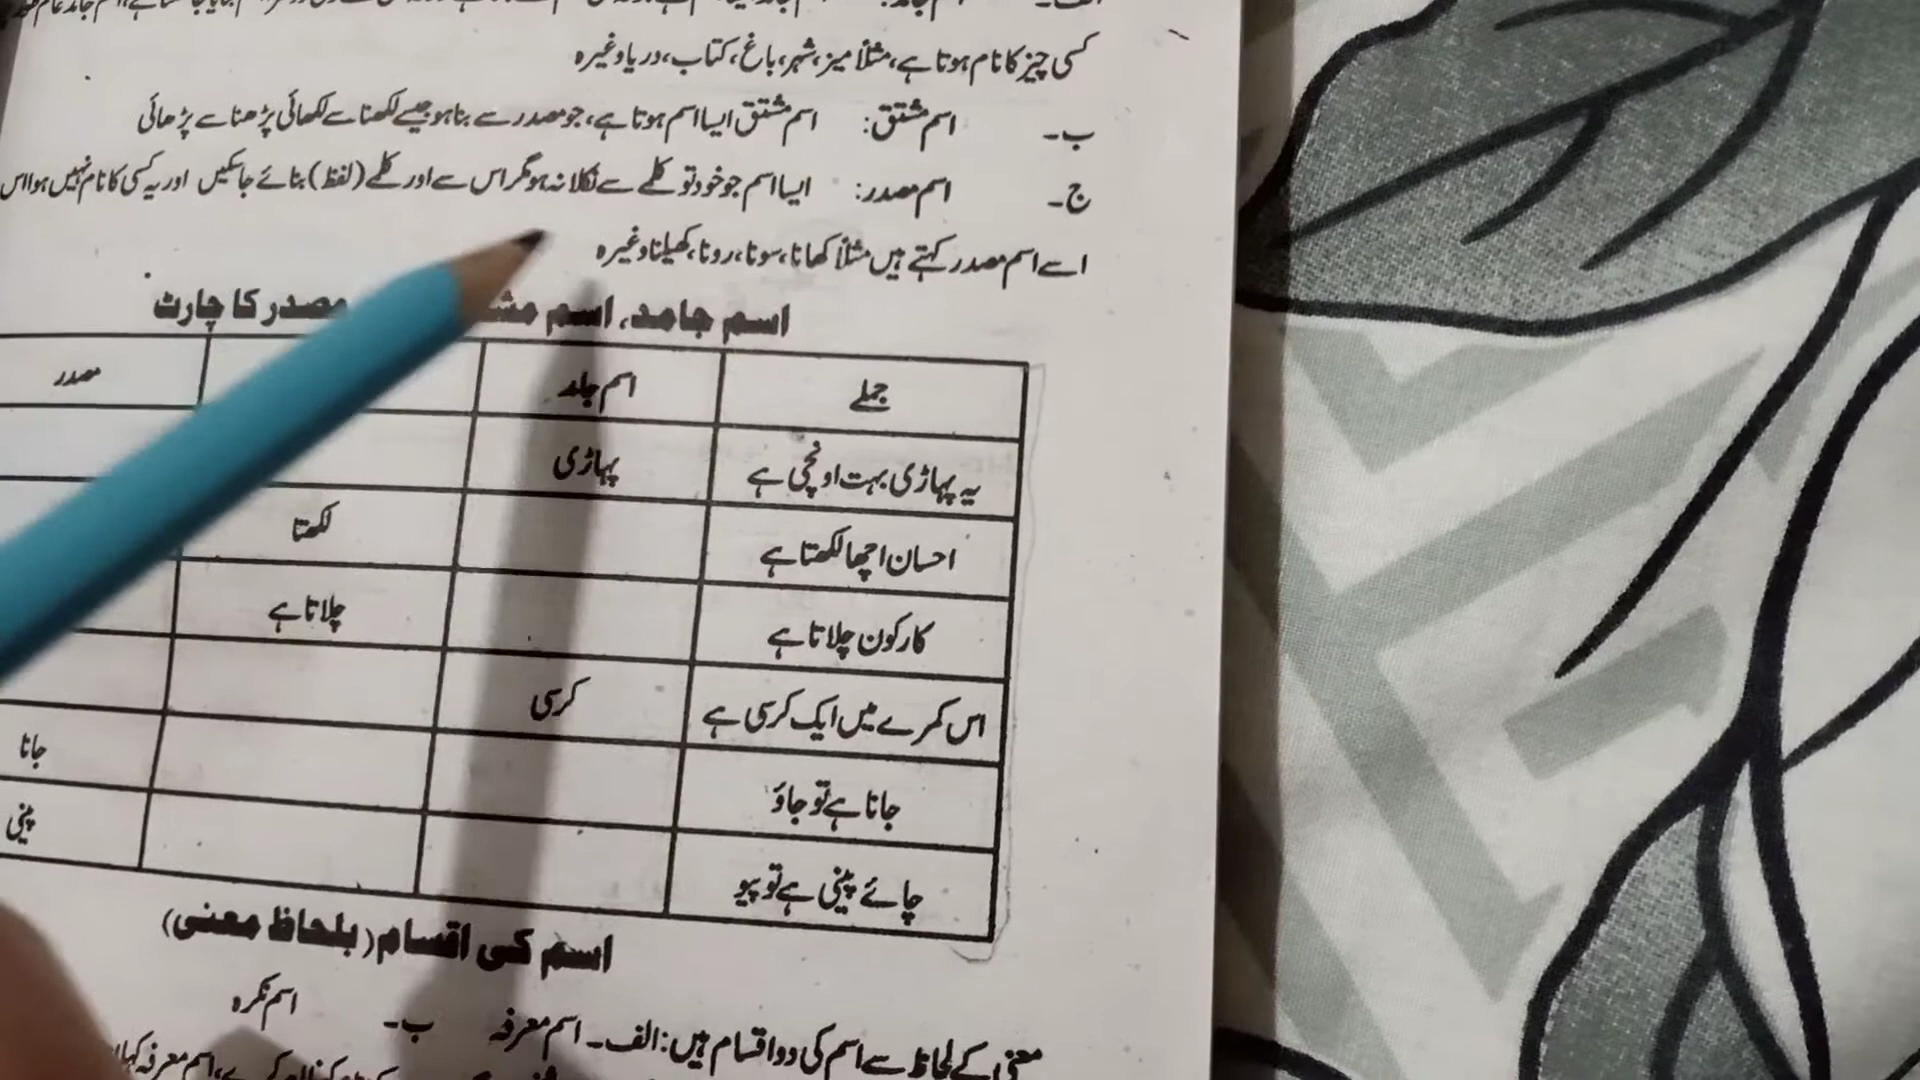 کسی چیز کا نام ہوتا ہے، مثلاً میز، شہر، باغ، کتاب، دریا وغیرہ
ب۔ اسم مشتق: اسم مشتق ایسا اسم ہوتا ہے، جو مصدر سے بنا ہو جیسے لکھنا سے لکھائی پڑھنا سے پڑھائی
ج۔ اسم مصدر: ایسا اسم جو خود تو کلمے سے نکلا نہ ہو مگر اس سے اور کلمے (لفظ) بنائے جا سکیں اور یہ کسی کا نام نہیں ہوا اس
اسے اسم مصدر کہتے ہیں مثلاً کھانا، سونا، رونا، کھیلنا وغیرہ
اسم جامد، اسم مصدر کا چارٹ
جملے اسم جامد مصدر
یہ پہاڑی بہت اونچی ہے پہاڑی
احسان اچھا لکھتا ہے لکھتا
کار کون چلاتا ہے چلاتا ہے
اس کمرے میں ایک کرسی ہے کرسی
جانا ہے تو جاؤ جانا
چائے پینی ہے تو پیو پینی
اسم کی اقسام (بلحاظ معنی)
معنی کے لحاظ سے اسم کی دو اقسام ہیں: الف۔ اسم معرفہ ب۔ اسم نکرہ